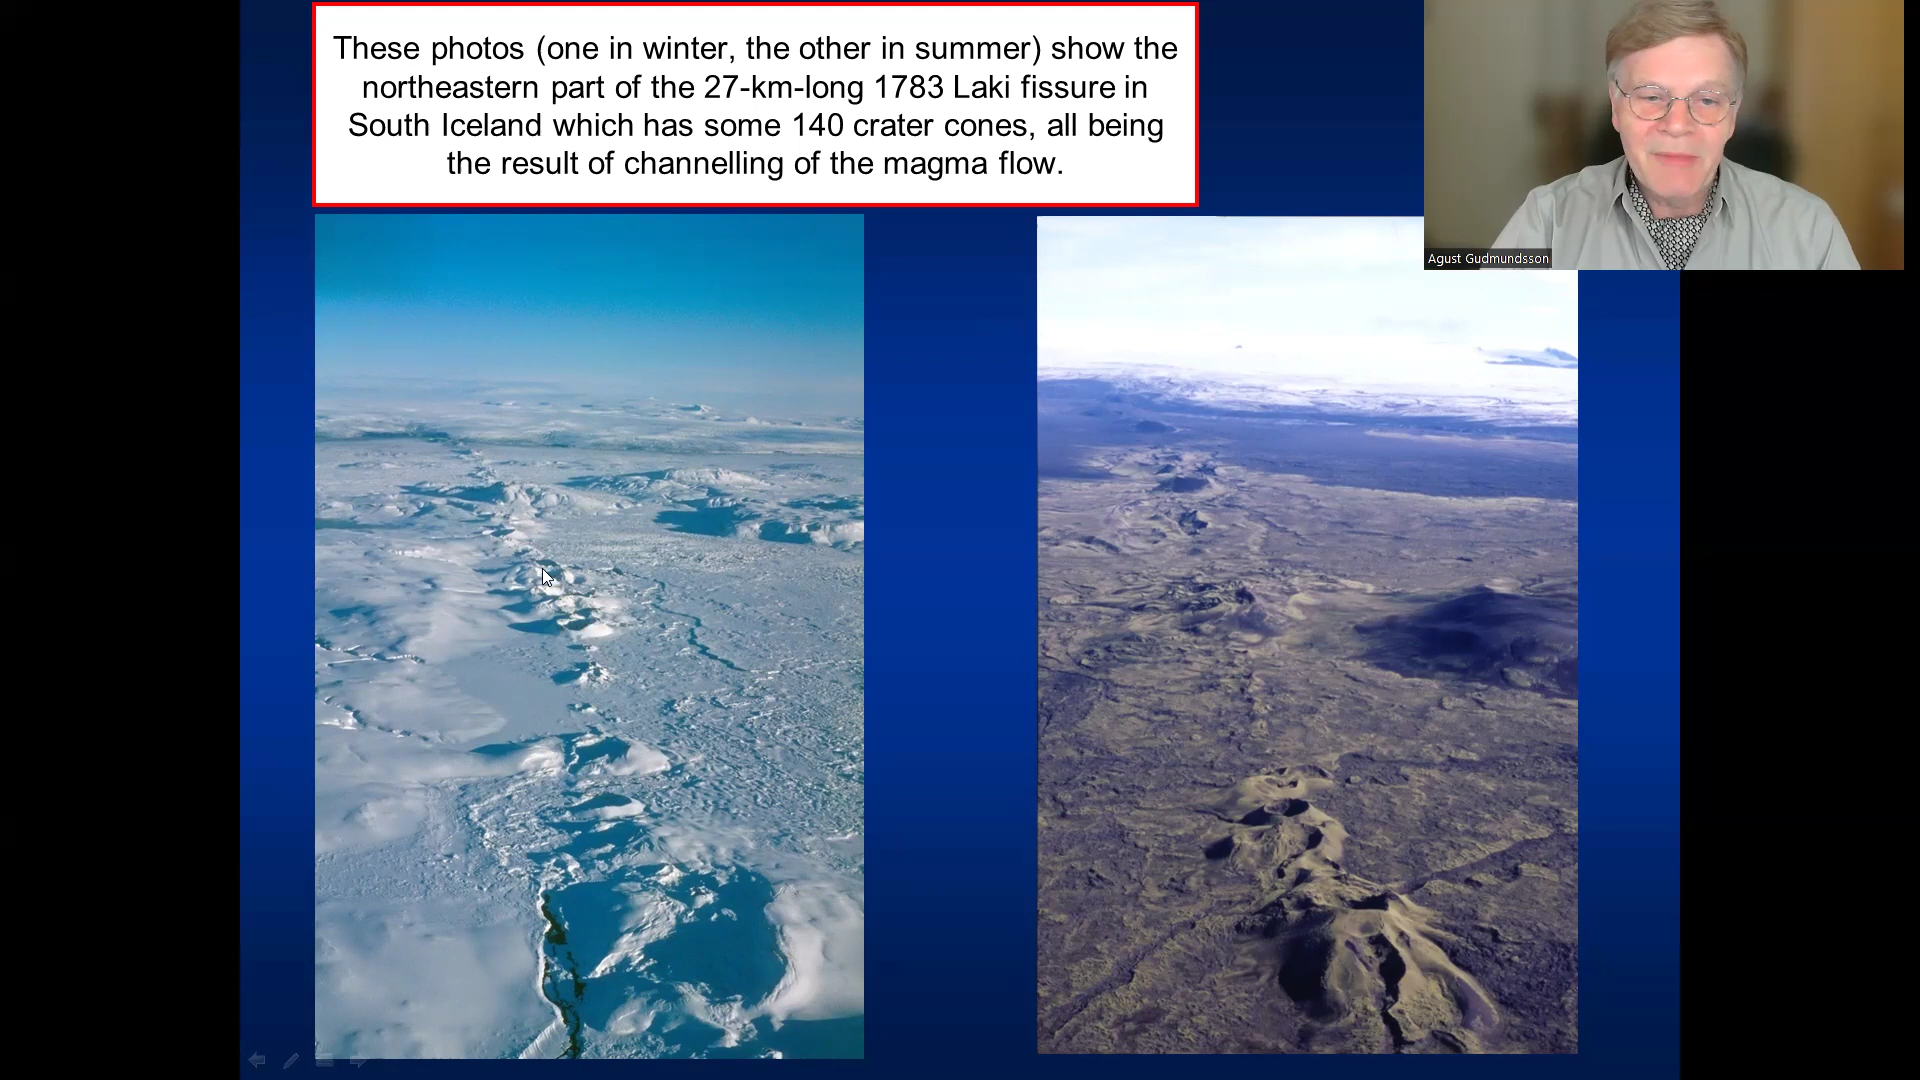 These photos (one in winter, the other in summer) show the
northeastern part of the 27-km-long 1783 Laki fissure in
South Iceland which has some 140 crater cones, all being
the result of channelling of the magma flow.
Agust Gudmundsson